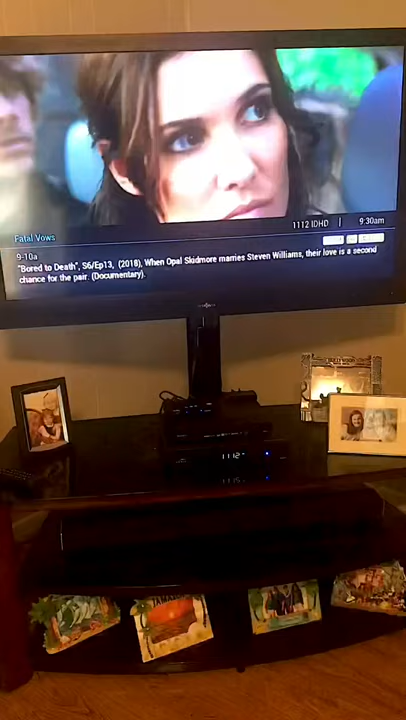 1112 IDHD | 9:30am
Fatal Vows
9-10a
"Bored to Death", S6/Ep13, (2018), When Opal Skidmore marries Steven Williams, their love is a second
chance for the pair. (Documentary).
1112